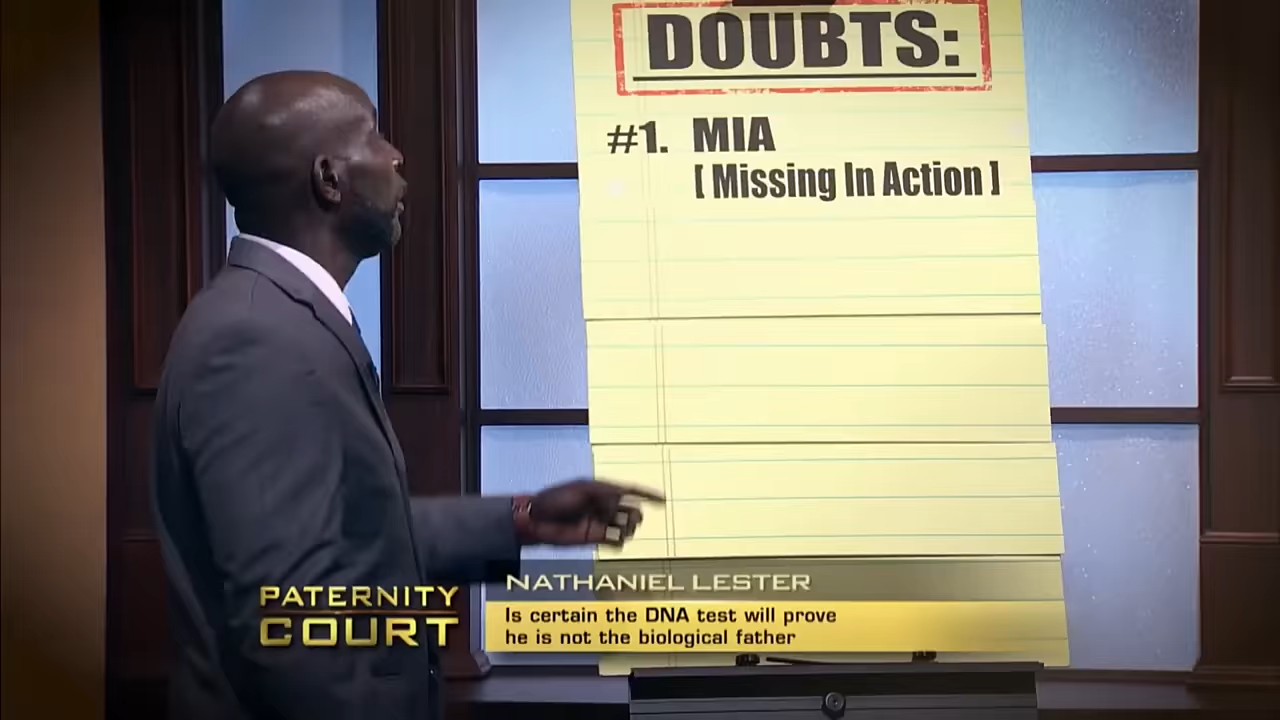 DOUBTS:
#1. MIA
[ Missing In Action ]
PATERNITY
COURT
NATHANIEL LESTER
Is certain the DNA test will prove
he is not the biological father